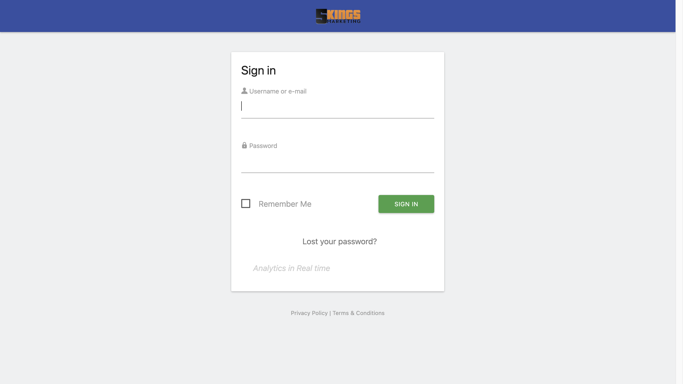 5KINGS
MARKETING
Sign in
Username or e-mail
Password
Remember Me
SIGN IN
Lost your password?
Analytics in Real time
Privacy Policy | Terms & Conditions